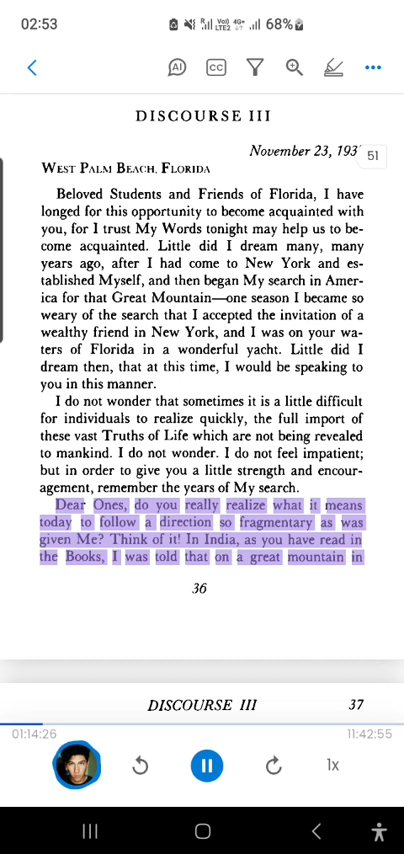 02:53
68%
AI
CC
DISCOURSE III
November 23, 193
51
WEST PALM BEACH, FLORIDA
Beloved Students and Friends of Florida, I have
longed for this opportunity to become acquainted with
you, for I trust My Words tonight may help us to be-
come acquainted. Little did I dream many, many
years ago, after I had come to New York and es-
tablished Myself, and then began My search in Amer-
ica for that Great Mountain—one season I became so
weary of the search that I accepted the invitation of a
wealthy friend in New York, and I was on your wa-
ters of Florida in a wonderful yacht. Little did I
dream then, that at this time, I would be speaking to
you in this manner.
I do not wonder that sometimes it is a little difficult
for individuals to realize quickly, the full import of
these vast Truths of Life which are not being revealed
to mankind. I do not wonder. I do not feel impatient;
but in order to give you a little strength and encour-
agement, remember the years of My search.
Dear Ones, do you really realize what it means
today to follow a direction so fragmentary as was
given Me? Think of it! In India, as you have read in
the Books, I was told that on a great mountain in
36
DISCOURSE III 37
01:14:26 11:42:55
1x